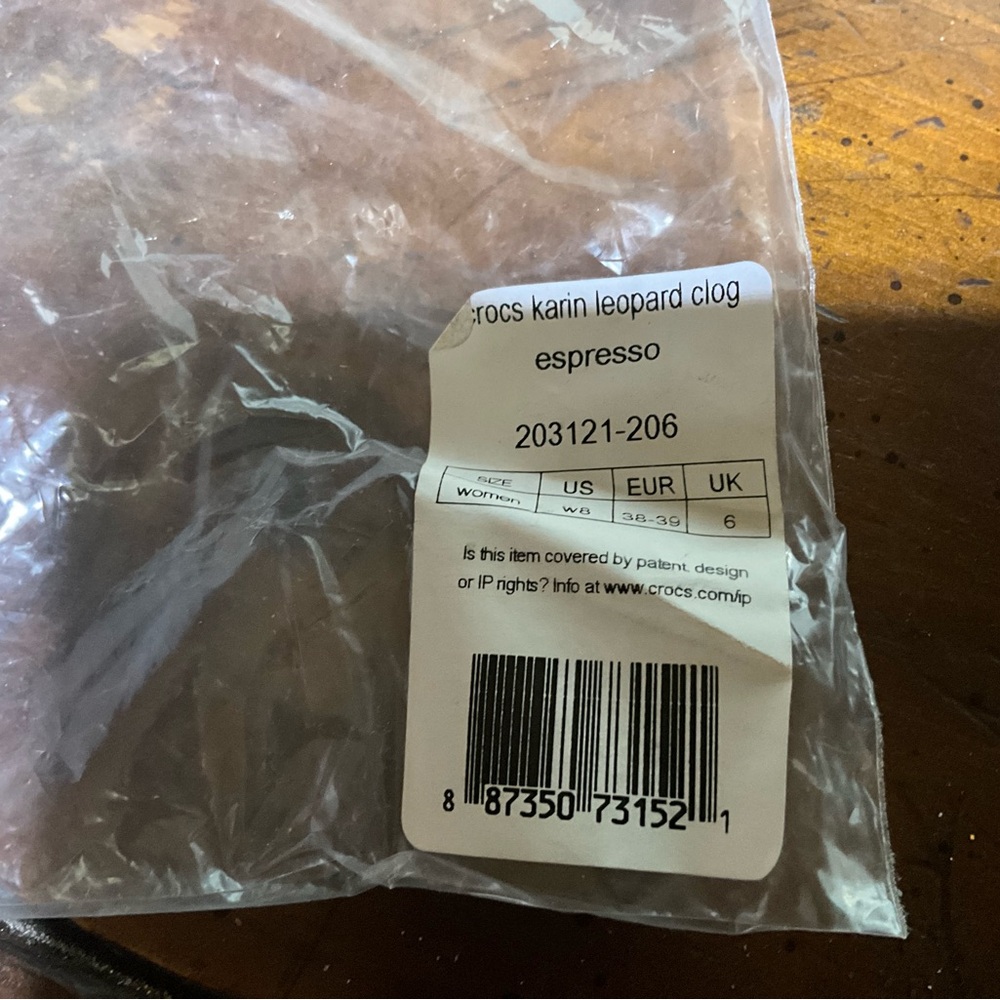 crocs karin leopard clog
espresso
203121-206
SIZE US EUR UK
women w8 38-39 6
Is this item covered by patent, design
or IP rights? Info at www.crocs.com/ip
8 87350 73152 1